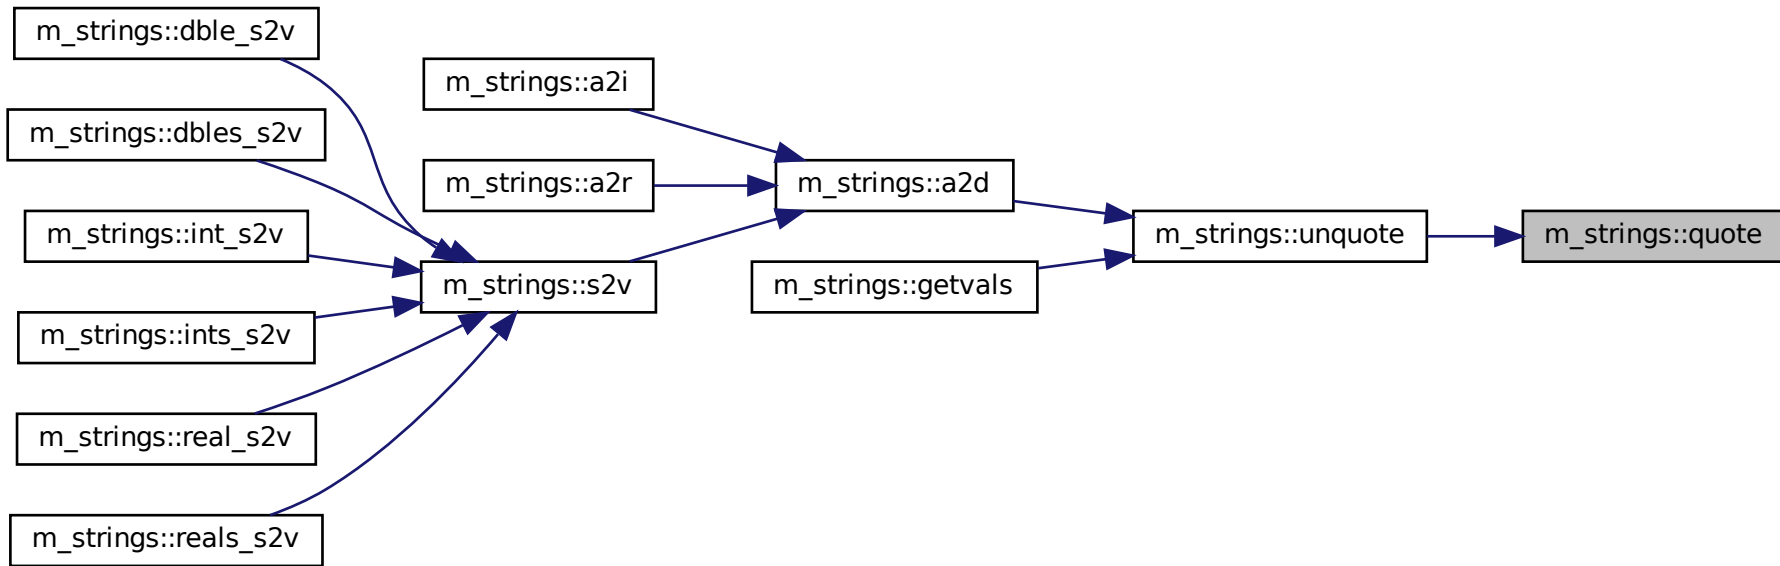 m_strings::dble_s2v
m_strings::dbles_s2v
m_strings::int_s2v
m_strings::ints_s2v
m_strings::real_s2v
m_strings::reals_s2v
m_strings::a2i
m_strings::a2r
m_strings::s2v
m_strings::a2d
m_strings::getvals
m_strings::unquote
m_strings::quote